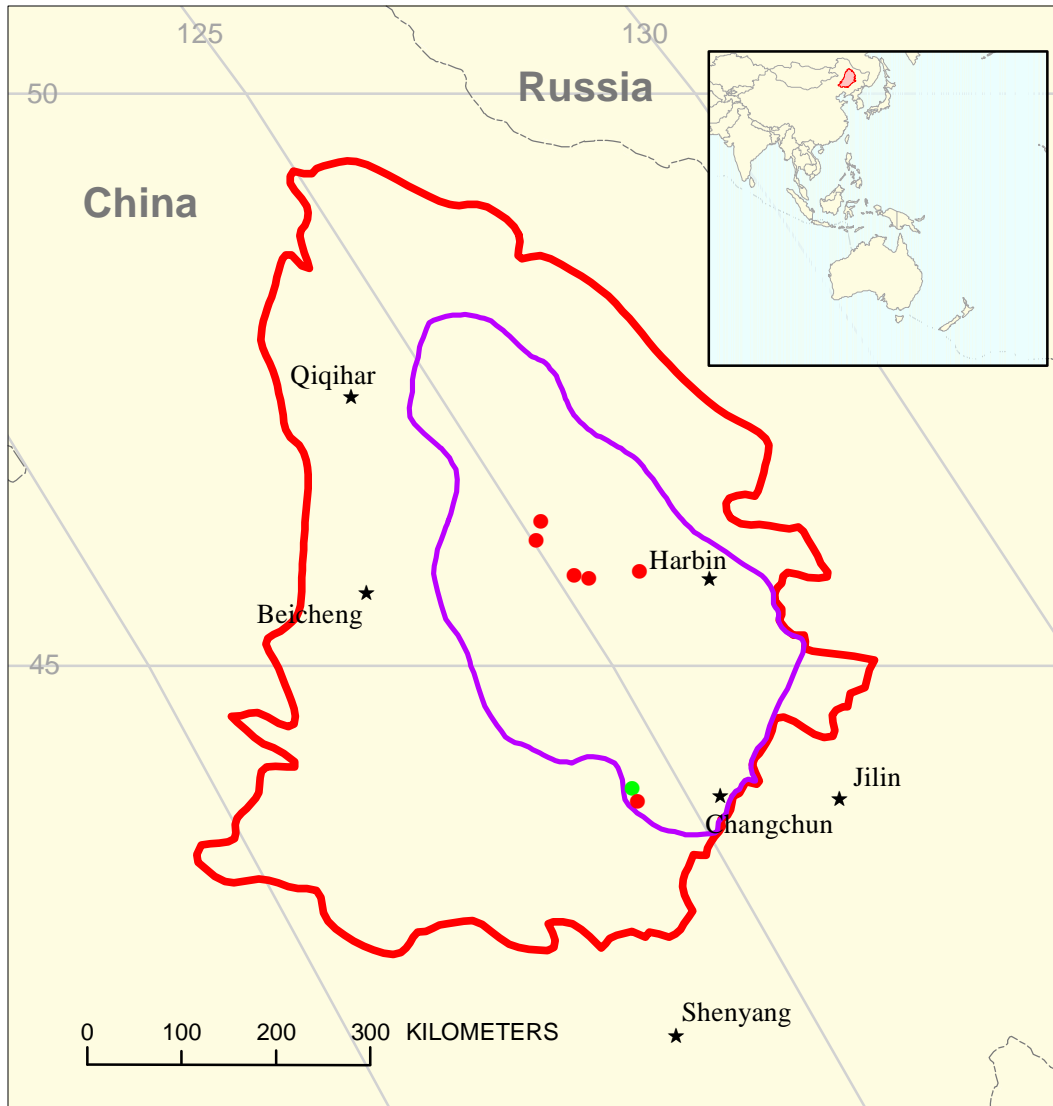 125
130
50
Russia
China
Qiqihar
Harbin
Beicheng
45
Jilin
Changchun
Shenyang
0 100 200 300 KILOMETERS